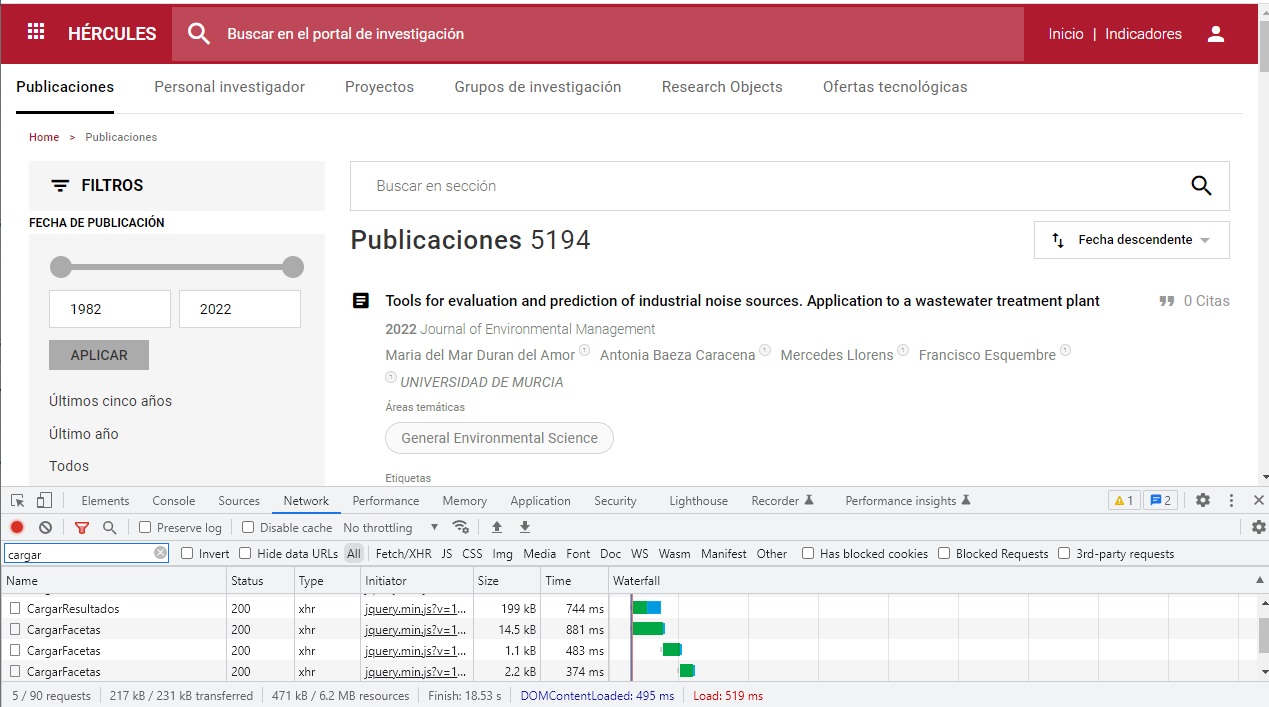 HÉRCULES Buscar en el portal de investigación Inicio | Indicadores
Publicaciones Personal investigador Proyectos Grupos de investigación Research Objects Ofertas tecnológicas
Home > Publicaciones
FILTROS
FECHA DE PUBLICACIÓN
1982 2022
APLICAR
Últimos cinco años
Último año
Todos
Buscar en sección
Publicaciones 5194
Fecha descendente
Tools for evaluation and prediction of industrial noise sources. Application to a wastewater treatment plant
0 Citas
2022 Journal of Environmental Management
Maria del Mar Duran del Amor Antonia Baeza Caracena Mercedes Llorens Francisco Esquembre
UNIVERSIDAD DE MURCIA
Áreas temáticas
General Environmental Science
Etiquetas
Elements Console Sources Network Performance Memory Application Security Lighthouse Recorder Performance insights 1 2
Preserve log Disable cache No throttling
cargar Invert Hide data URLs All Fetch/XHR JS CSS Img Media Font Doc WS Wasm Manifest Other Has blocked cookies Blocked Requests 3rd-party requests
Name Status Type Initiator Size Time Waterfall
CargarResultados 200 xhr jquery.min.js?v=1... 199 kB 744 ms
CargarFacetas 200 xhr jquery.min.js?v=1... 14.5 kB 881 ms
CargarFacetas 200 xhr jquery.min.js?v=1... 1.1 kB 483 ms
CargarFacetas 200 xhr jquery.min.js?v=1... 2.2 kB 374 ms
5 / 90 requests 217 kB / 231 kB transferred 471 kB / 6.2 MB resources Finish: 18.53 s DOMContentLoaded: 495 ms Load: 519 ms